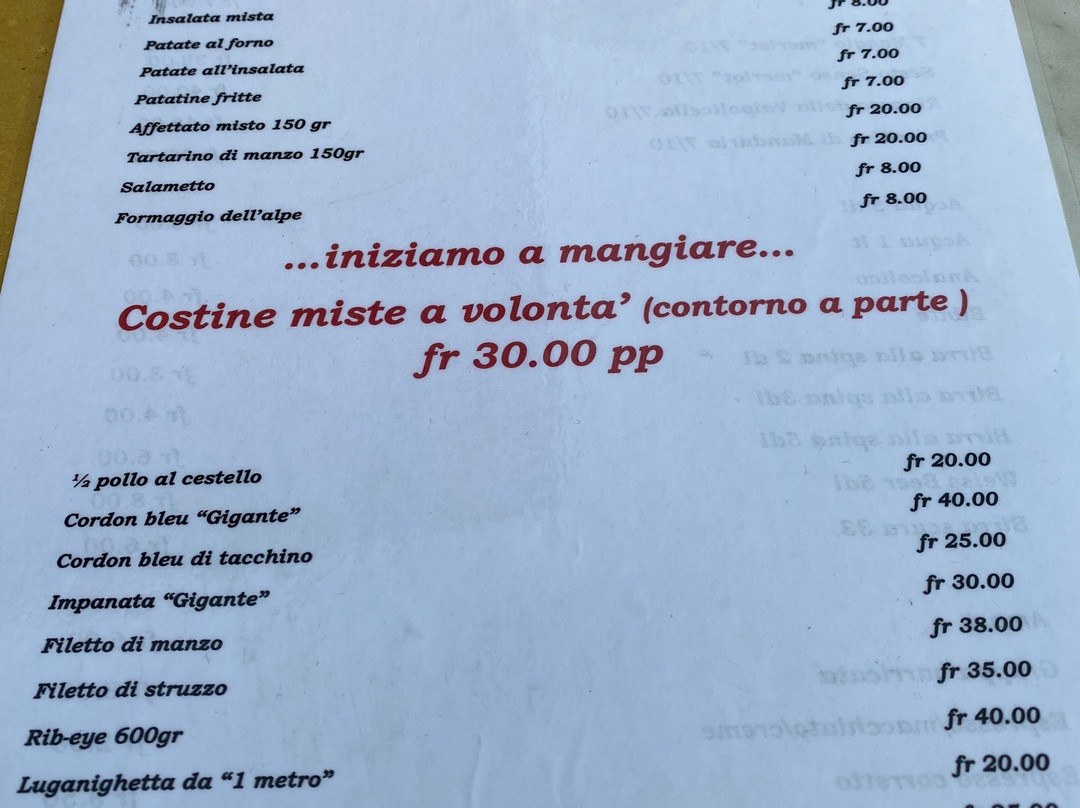 Insalata mista fr 8.00
Patate al forno fr 7.00
Patate all'insalata fr 7.00
Patatine fritte fr 7.00
Affettato misto 150 gr fr 20.00
Tartarino di manzo 150gr fr 20.00
Salametto fr 8.00
Formaggio dell'alpe fr 8.00
...iniziamo a mangiare...
Costine miste a volonta' (contorno a parte )
fr 30.00 pp
½ pollo al cestello fr 20.00
Cordon bleu “Gigante” fr 40.00
Cordon bleu di tacchino fr 25.00
Impanata “Gigante” fr 30.00
Filetto di manzo fr 38.00
Filetto di struzzo fr 35.00
Rib-eye 600gr fr 40.00
Luganighetta da “1 metro” fr 20.00